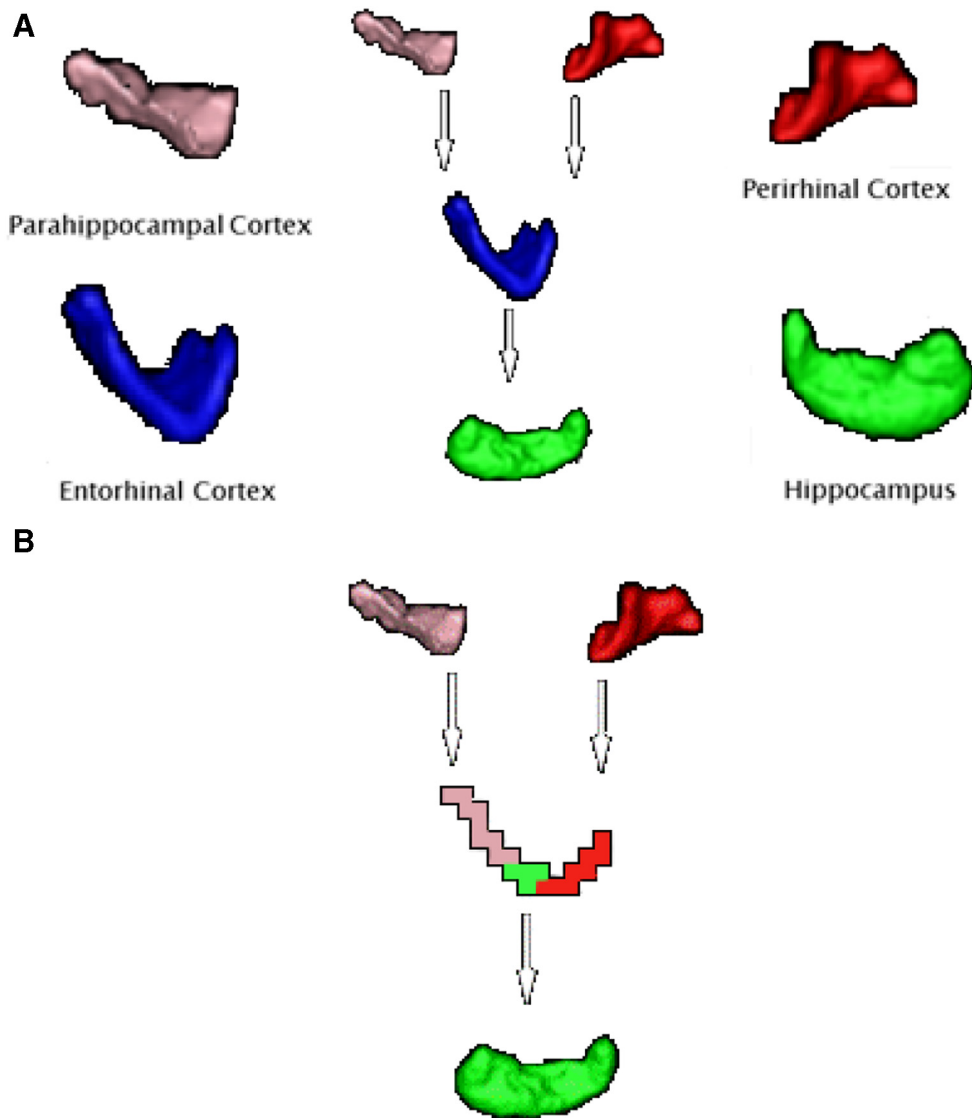 A
Parahippocampal Cortex
Perirhinal Cortex
Entorhinal Cortex
Hippocampus
B